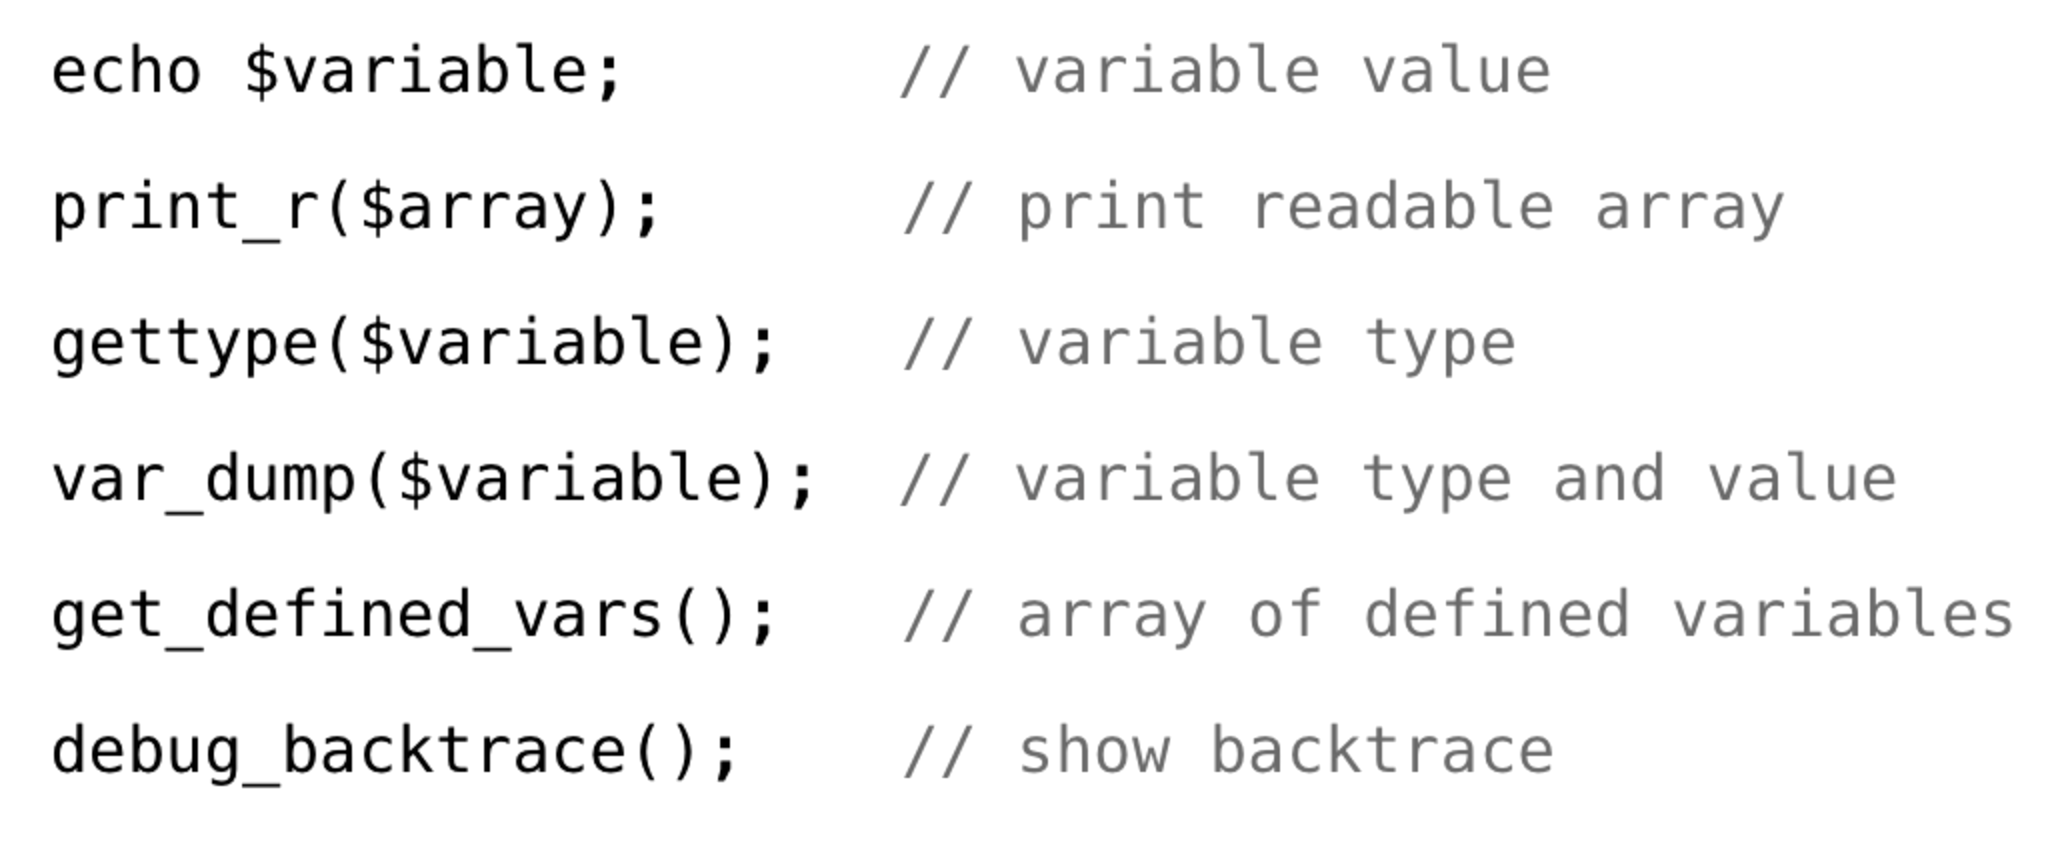 echo $variable; // variable value
print_r($array); // print readable array
gettype($variable); // variable type
var_dump($variable); // variable type and value
get_defined_vars(); // array of defined variables
debug_backtrace(); // show backtrace